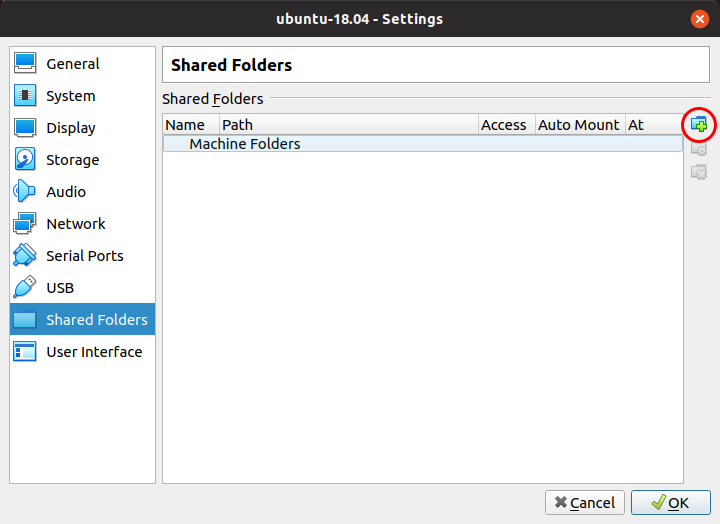 ubuntu-18.04 - Settings
General
System
Display
Storage
Audio
Network
Serial Ports
USB
Shared Folders
User Interface
Shared Folders
Shared Folders
Name Path Access Auto Mount At
Machine Folders
Cancel OK